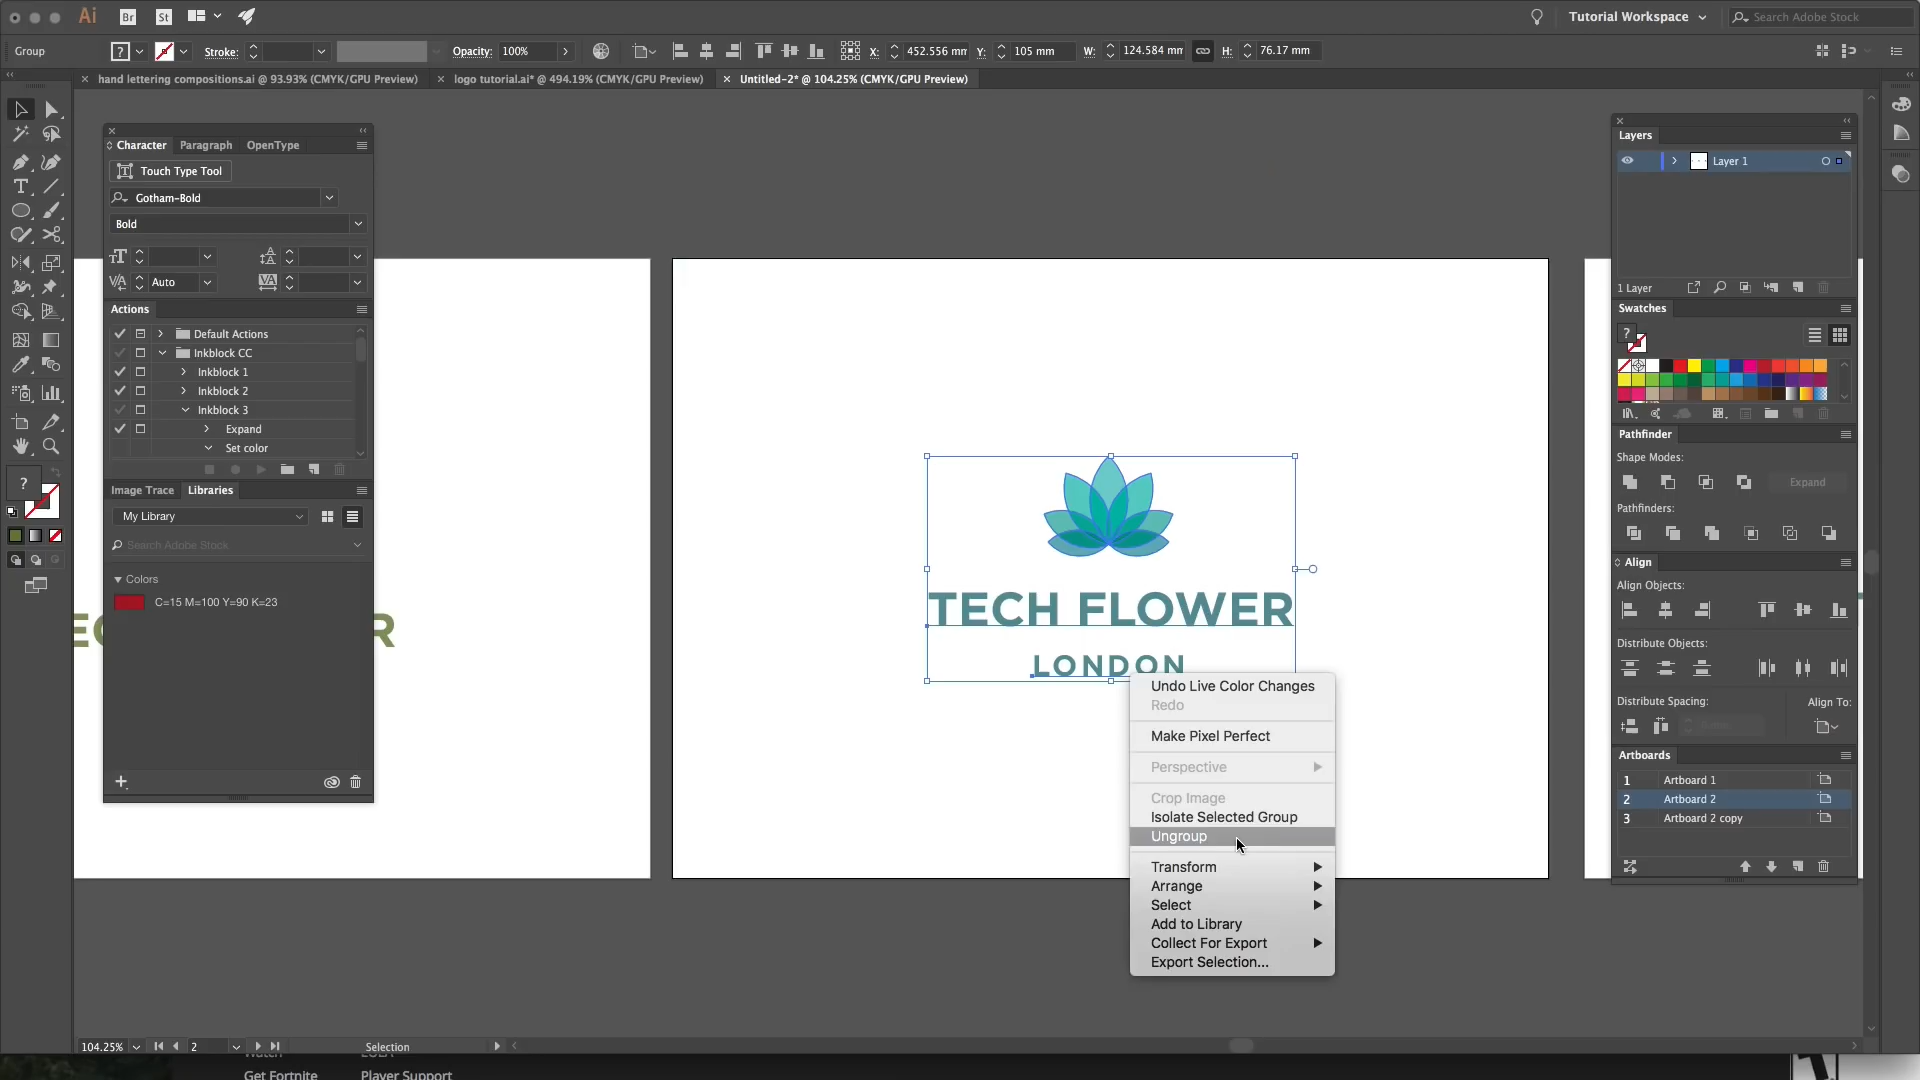 Ai Br St
Tutorial Workspace
Search Adobe Stock
Group
?
Stroke:
Opacity: 100%
X: 452.556 mm
Y: 105 mm
W: 124.584 mm
H: 76.17 mm
hand lettering compositions.ai @ 93.93% (CMYK/GPU Preview)
logo tutorial.ai* @ 494.19% (CMYK/GPU Preview)
Untitled-2* @ 104.25% (CMYK/GPU Preview)
Character Paragraph OpenType
Touch Type Tool
Gotham-Bold
Bold
Auto
Actions
Default Actions
Inkblock CC
Inkblock 1
Inkblock 2
Inkblock 3
Expand
Set color
Image Trace Libraries
My Library
Search Adobe Stock
Colors
C=15 M=100 Y=90 K=23
?
TECH FLOWER
LONDON
Undo Live Color Changes
Redo
Make Pixel Perfect
Perspective
Crop Image
Isolate Selected Group
Ungroup
Transform
Arrange
Select
Add to Library
Collect For Export
Export Selection...
Layers
Layer 1
1 Layer
Swatches
?
Pathfinder
Shape Modes:
Expand
Pathfinders:
Align
Align Objects:
Distribute Objects:
Distribute Spacing:
Align To:
Artboards
1 Artboard 1
2 Artboard 2
3 Artboard 2 copy
104.25%
2
Selection
Get Fortnite
Player Support